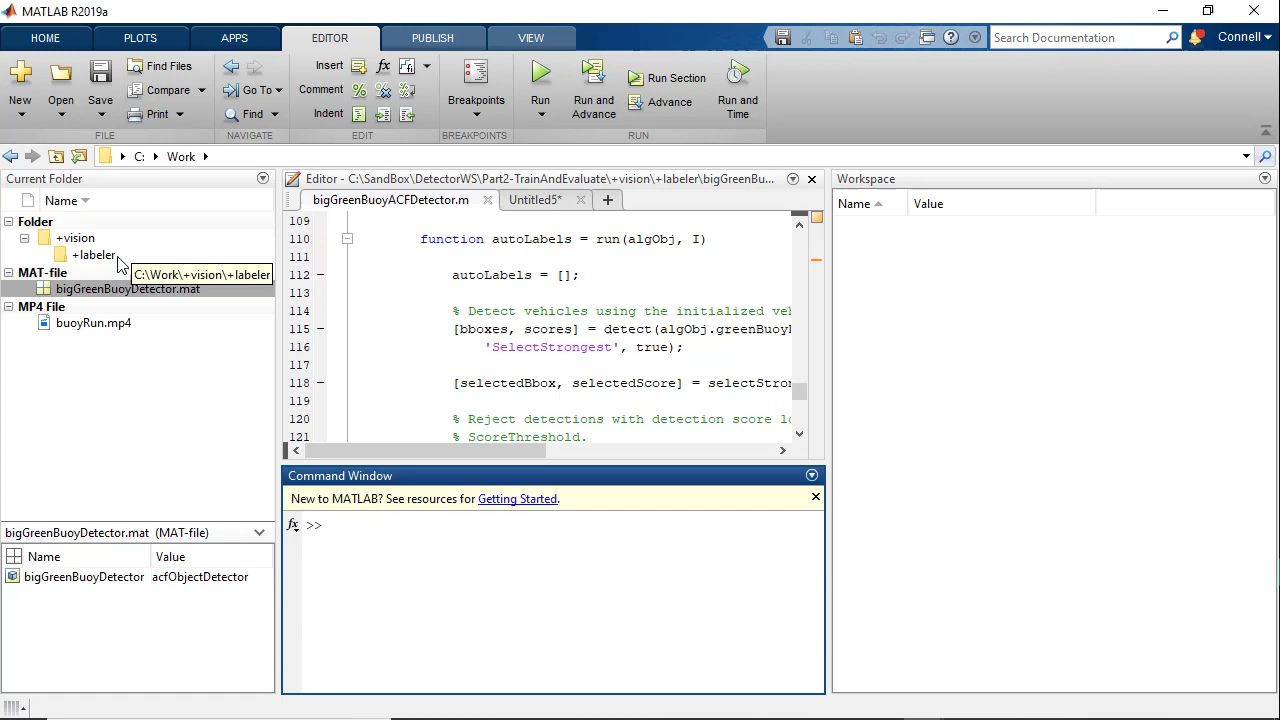 MATLAB R2019a
HOME
PLOTS
APPS
EDITOR
PUBLISH
VIEW
Search Documentation
Connell
New
Open
Save
Find Files
Compare
Print
FILE
Go To
Find
NAVIGATE
Insert
Comment
Indent
fx
EDIT
Breakpoints
BREAKPOINTS
Run
Run and
Advance
Run Section
Advance
Run and
Time
RUN
C:
Work
Current Folder
Name
Folder
+vision
+labeler
C:\Work\+vision\+labeler
MAT-file
bigGreenBuoyDetector.mat
MP4 File
buoyRun.mp4
bigGreenBuoyDetector.mat (MAT-file)
Name Value
bigGreenBuoyDetector acfObjectDetector
Editor - C:\SandBox\DetectorWS\Part2-TrainAndEvaluate\+vision\+labeler\bigGreenBu...
bigGreenBuoyACFDetector.m
Untitled5*
109
110 function autoLabels = run(algObj, I)
111
112 autoLabels = [];
113
114 % Detect vehicles using the initialized veh
115 [bboxes, scores] = detect(algObj.greenBuoy
'SelectStrongest', true);
117
118 [selectedBbox, selectedScore] = selectStron
119
120 % Reject detections with detection score lo
121 % ScoreThreshold.
Command Window
New to MATLAB? See resources for Getting Started.
fx >>
Workspace
Name Value